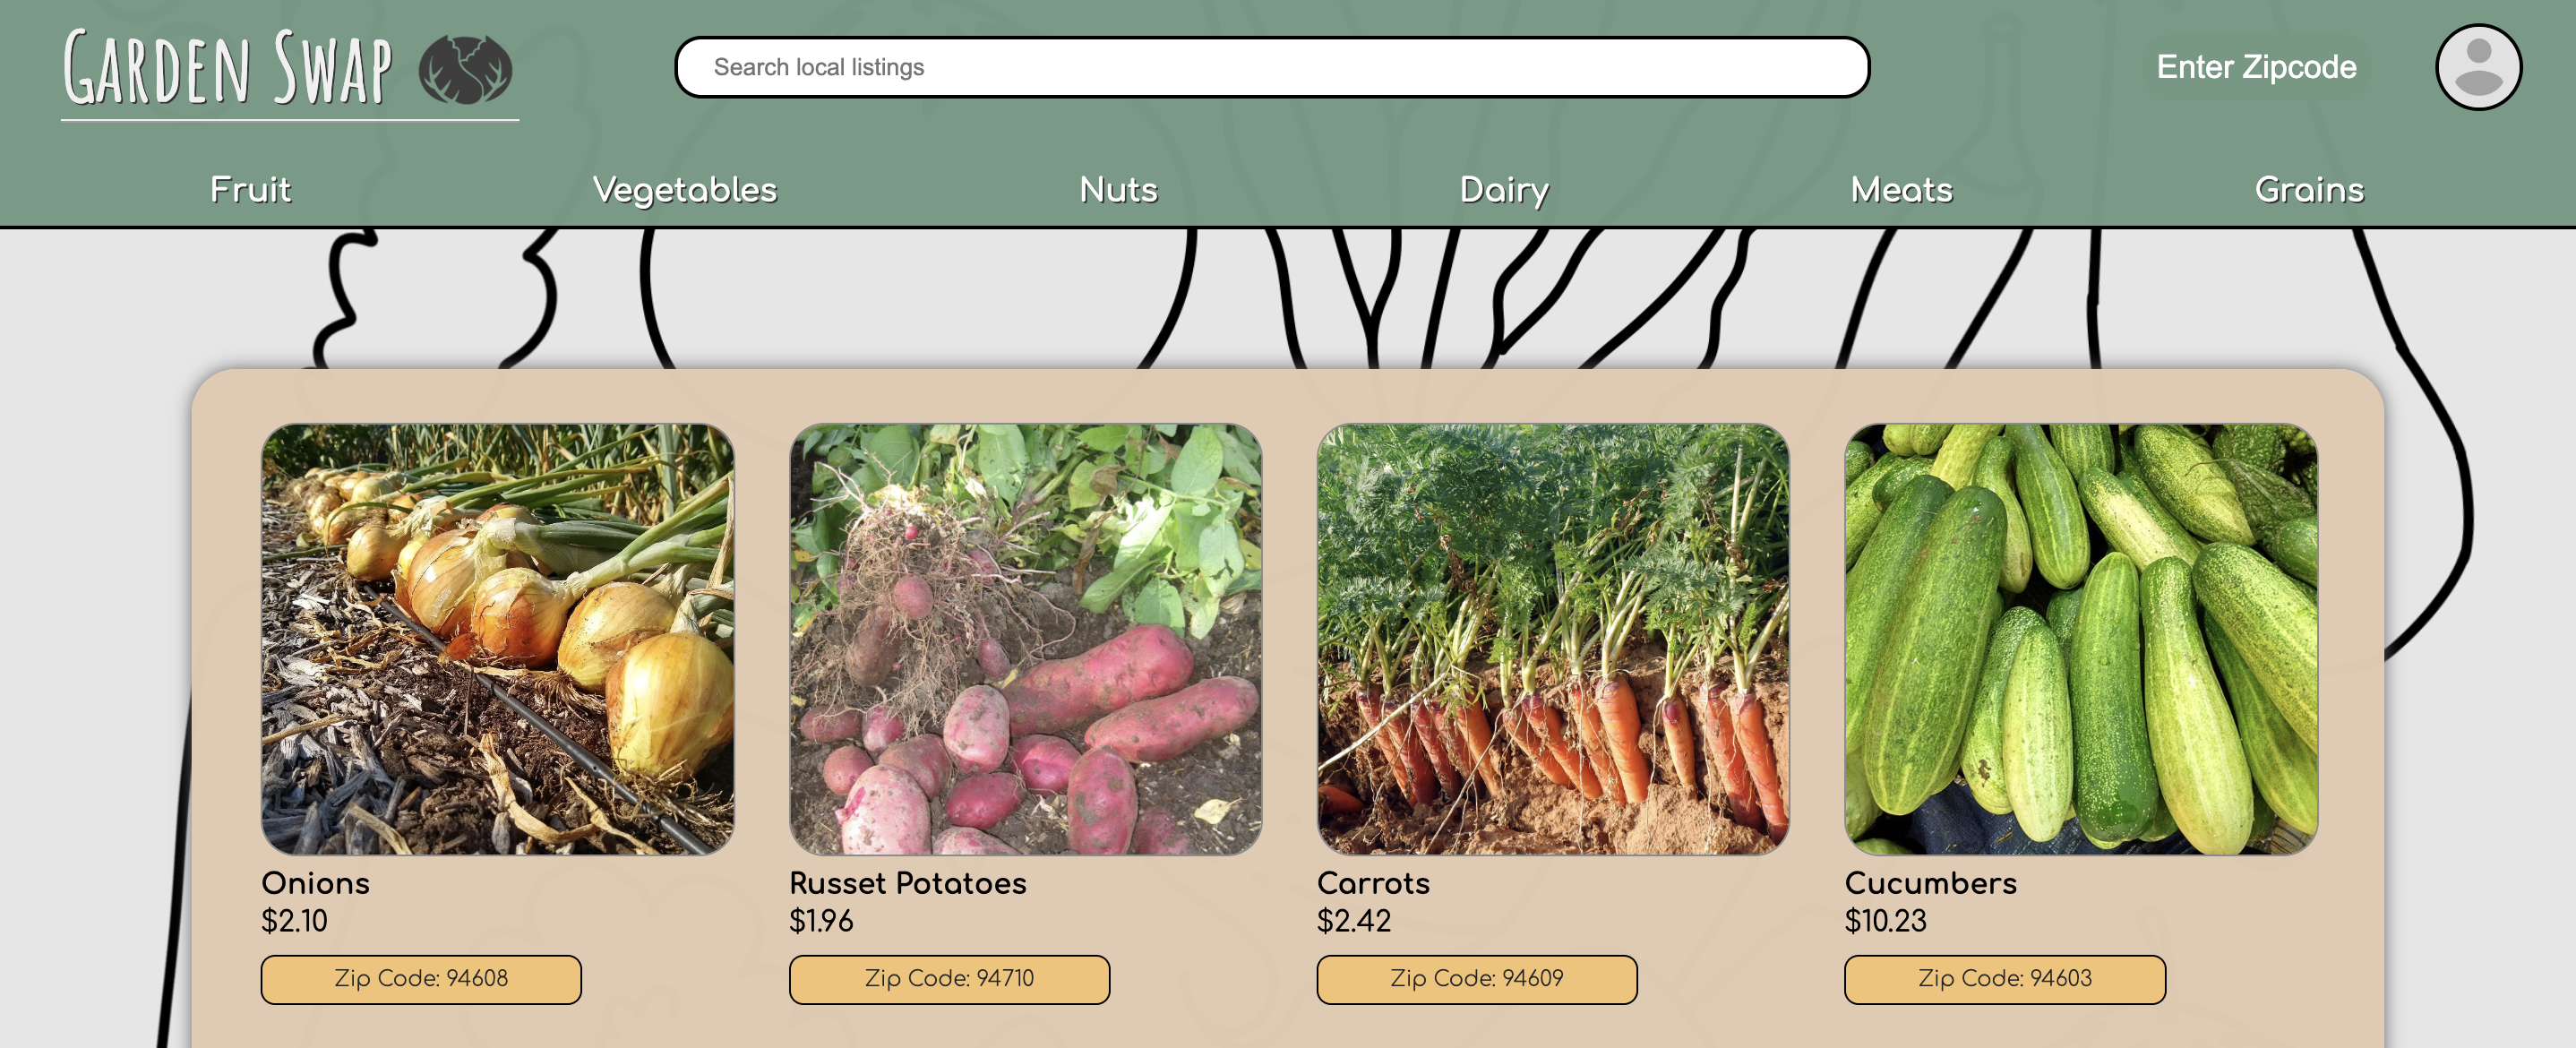 Garden Swap
Search local listings
Enter Zipcode
Fruit Vegetables Nuts Dairy Meats Grains
Onions
$2.10
Zip Code: 94608
Russet Potatoes
$1.96
Zip Code: 94710
Carrots
$2.42
Zip Code: 94609
Cucumbers
$10.23
Zip Code: 94603